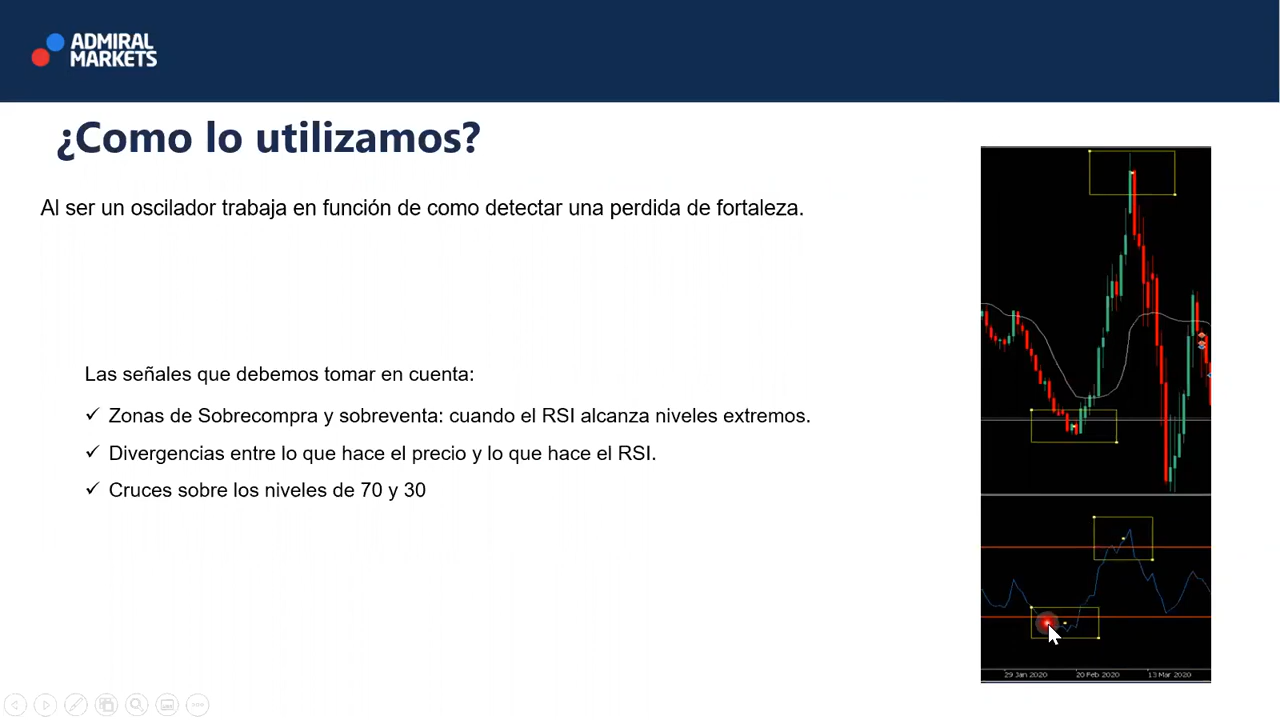 ADMIRAL
MARKETS
¿Como lo utilizamos?
Al ser un oscilador trabaja en función de como detectar una perdida de fortaleza.
Las señales que debemos tomar en cuenta:
✓ Zonas de Sobrecompra y sobreventa: cuando el RSI alcanza niveles extremos.
✓ Divergencias entre lo que hace el precio y lo que hace el RSI.
✓ Cruces sobre los niveles de 70 y 30
29 Jan 2020 20 Feb 2020 13 Mar 2020